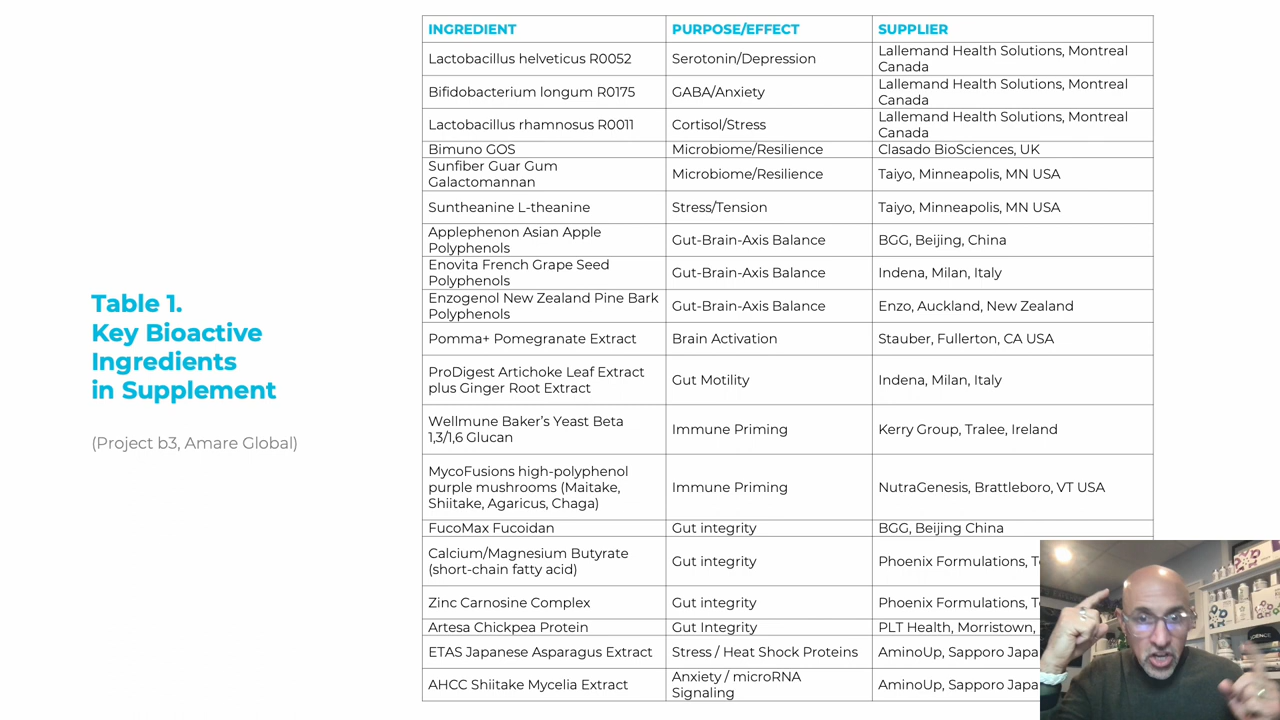 Table 1.
Key Bioactive
Ingredients
in Supplement
(Project b3, Amare Global)
INGREDIENT PURPOSE/EFFECT SUPPLIER
Lactobacillus helveticus R0052 Serotonin/Depression Lallemand Health Solutions, Montreal
Canada
Bifidobacterium longum R0175 GABA/Anxiety Lallemand Health Solutions, Montreal
Canada
Lactobacillus rhamnosus R0011 Cortisol/Stress Lallemand Health Solutions, Montreal
Canada
Bimuno GOS Microbiome/Resilience Clasado BioSciences, UK
Sunfiber Guar Gum
Galactomannan Microbiome/Resilience Taiyo, Minneapolis, MN USA
Suntheanine L-theanine Stress/Tension Taiyo, Minneapolis, MN USA
Applephenon Asian Apple
Polyphenols Gut-Brain-Axis Balance BGG, Beijing, China
Enovita French Grape Seed
Polyphenols Gut-Brain-Axis Balance Indena, Milan, Italy
Enzogenol New Zealand Pine Bark
Polyphenols Gut-Brain-Axis Balance Enzo, Auckland, New Zealand
Pomma+ Pomegranate Extract Brain Activation Stauber, Fullerton, CA USA
ProDigest Artichoke Leaf Extract
plus Ginger Root Extract Gut Motility Indena, Milan, Italy
Wellmune Baker’s Yeast Beta
1,3/1,6 Glucan Immune Priming Kerry Group, Tralee, Ireland
MycoFusions high-polyphenol
purple mushrooms (Maitake,
Shiitake, Agaricus, Chaga) Immune Priming NutraGenesis, Brattleboro, VT USA
FucoMax Fucoidan Gut integrity BGG, Beijing China
Calcium/Magnesium Butyrate
(short-chain fatty acid) Gut integrity Phoenix Formulations,
Zinc Carnosine Complex Gut integrity Phoenix Formulations,
Artesa Chickpea Protein Gut Integrity PLT Health, Morristown,
ETAS Japanese Asparagus Extract Stress / Heat Shock Proteins AminoUp, Sapporo
AHCC Shiitake Mycelia Extract Anxiety / microRNA
Signaling AminoUp, Sapporo